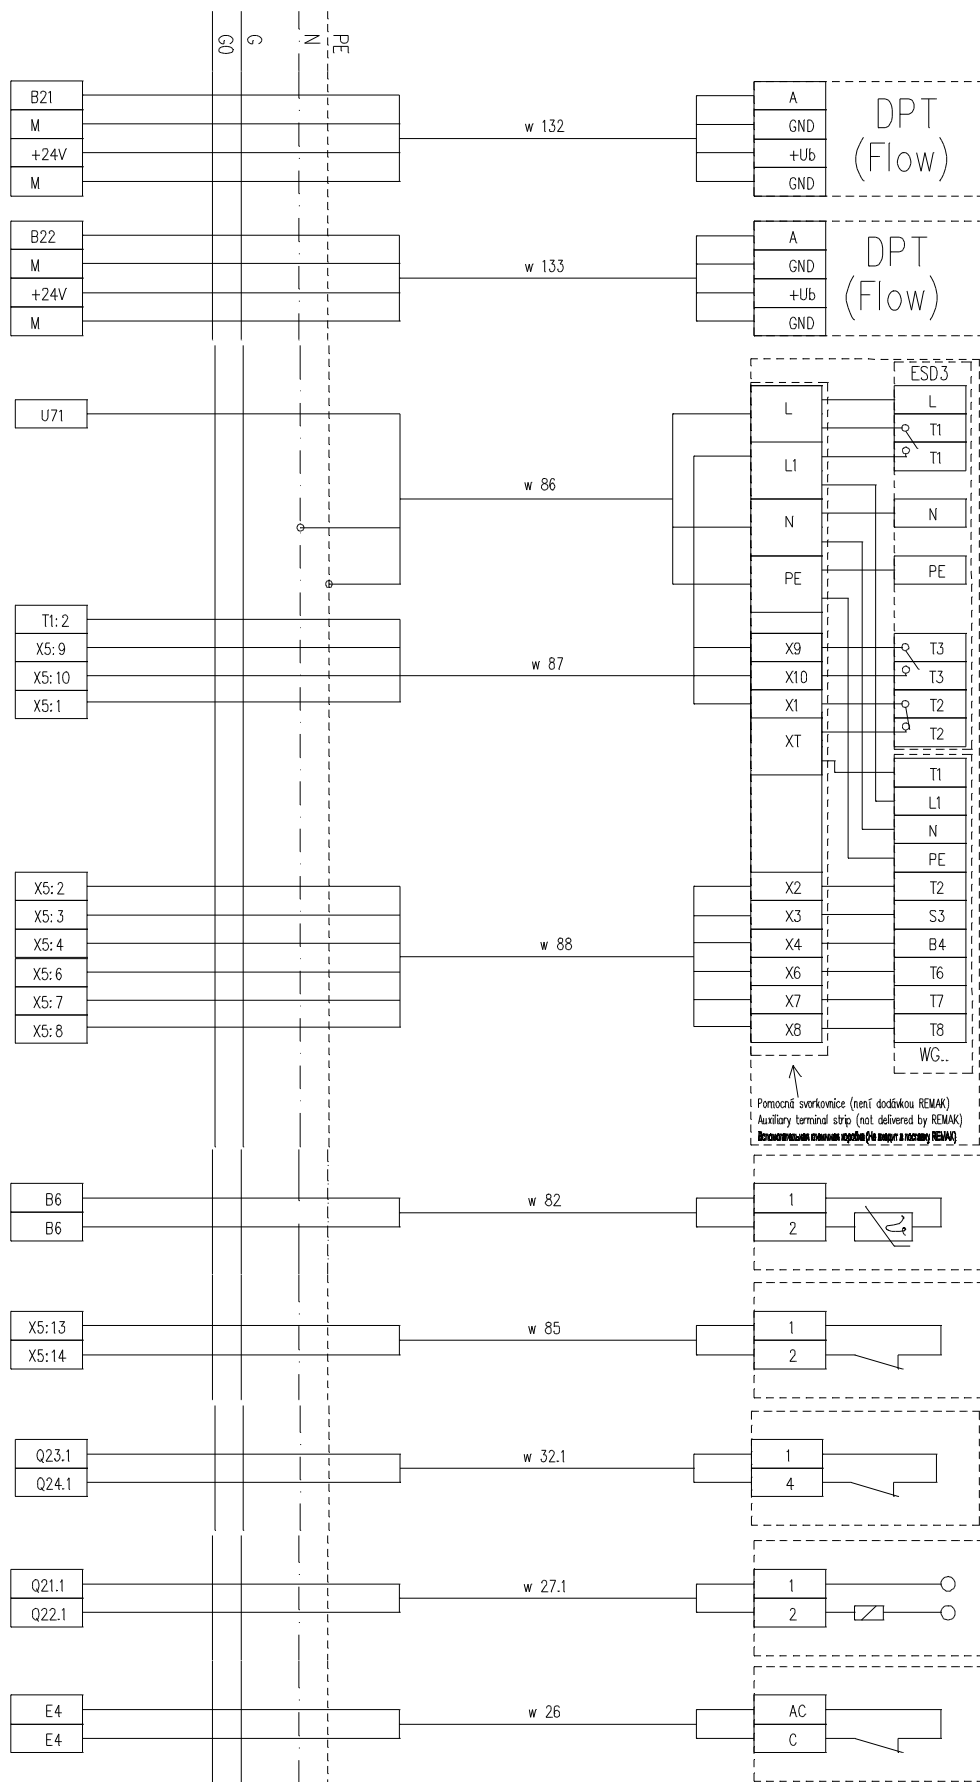 G0
G
N
PE
B21
M
+24V
M
w 132
A
GND
+Ub
GND
DPT
(Flow)
B22
M
+24V
M
w 133
A
GND
+Ub
GND
DPT
(Flow)
U71
w 86
L
L1
N
PE
ESD3
L
T1
T1
N
PE
T1:2
X5:9
X5:10
X5:1
w 87
X9
X10
X1
XT
T3
T3
T2
T2
T1
L1
N
PE
X5:2
X5:3
X5:4
X5:6
X5:7
X5:8
w 88
X2
X3
X4
X6
X7
X8
T2
S3
B4
T6
T7
T8
WG..
Pomocná svorkovnice (není dodávkou REMAK)
Auxiliary terminal strip (not delivered by REMAK)
B6
B6
w 82
1
2
X5:13
X5:14
w 85
1
2
Q23.1
Q24.1
w 32.1
1
4
Q21.1
Q22.1
w 27.1
1
2
E4
E4
w 26
AC
C